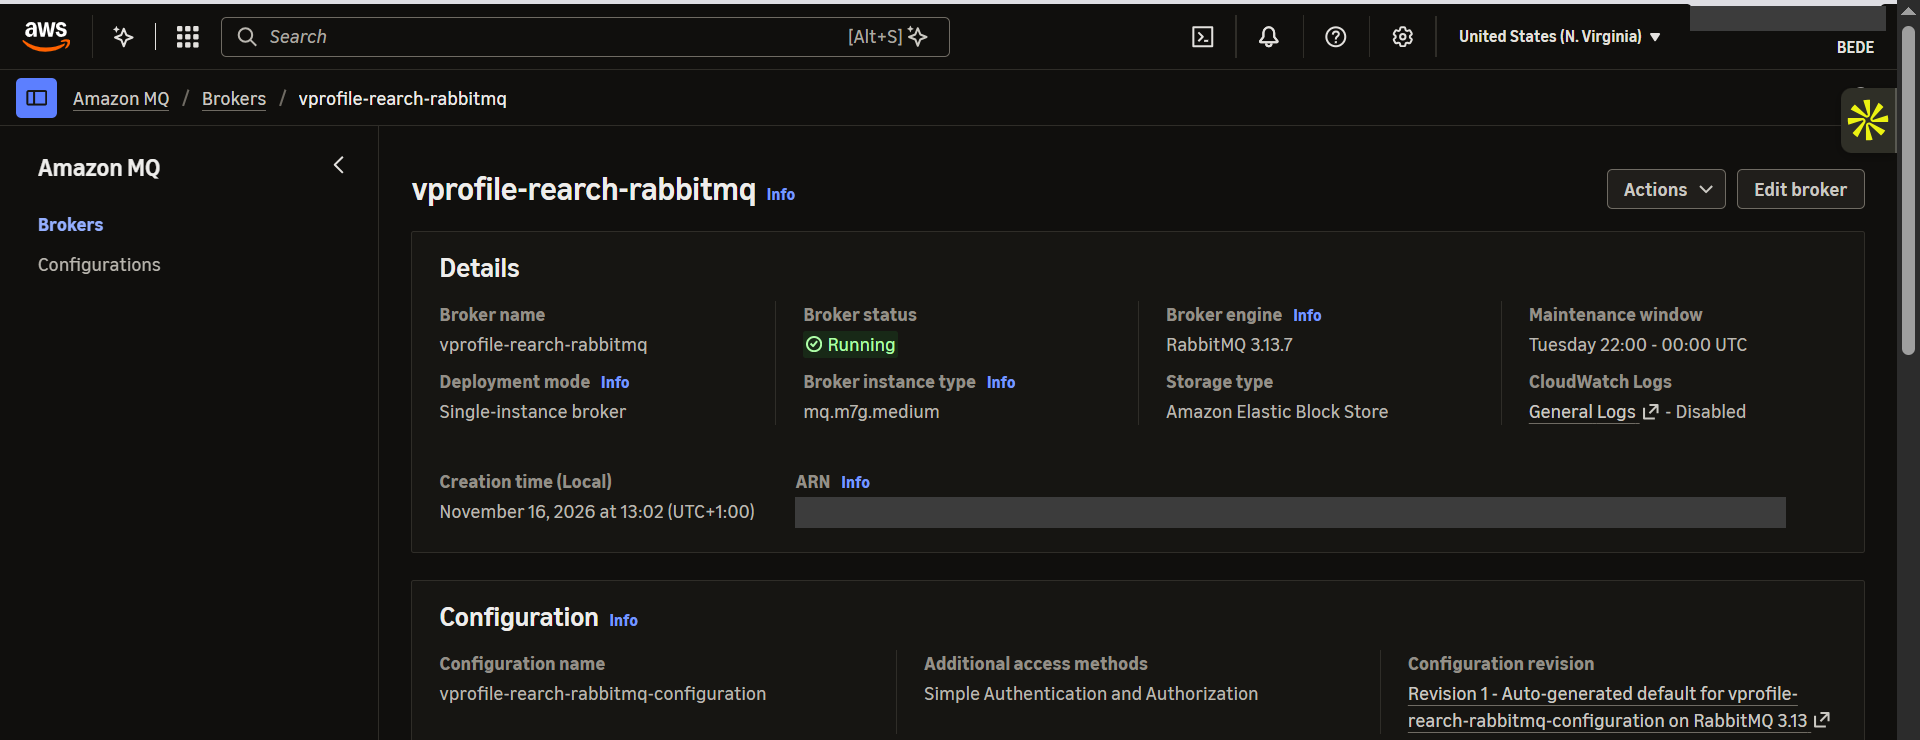 aws
Search [Alt+S]
United States (N. Virginia)
BEDE
Amazon MQ / Brokers / vprofile-rearch-rabbitmq
Amazon MQ
Brokers
Configurations
vprofile-rearch-rabbitmq Info
Actions
Edit broker
Details
Broker name
vprofile-rearch-rabbitmq
Deployment mode Info
Single-instance broker
Broker status
Running
Broker instance type Info
mq.m7g.medium
Broker engine Info
RabbitMQ 3.13.7
Storage type
Amazon Elastic Block Store
Maintenance window
Tuesday 22:00 - 00:00 UTC
CloudWatch Logs
General Logs - Disabled
Creation time (Local)
November 16, 2026 at 13:02 (UTC+1:00)
ARN Info
Configuration Info
Configuration name
vprofile-rearch-rabbitmq-configuration
Additional access methods
Simple Authentication and Authorization
Configuration revision
Revision 1 - Auto-generated default for vprofile-
rearch-rabbitmq-configuration on RabbitMQ 3.13